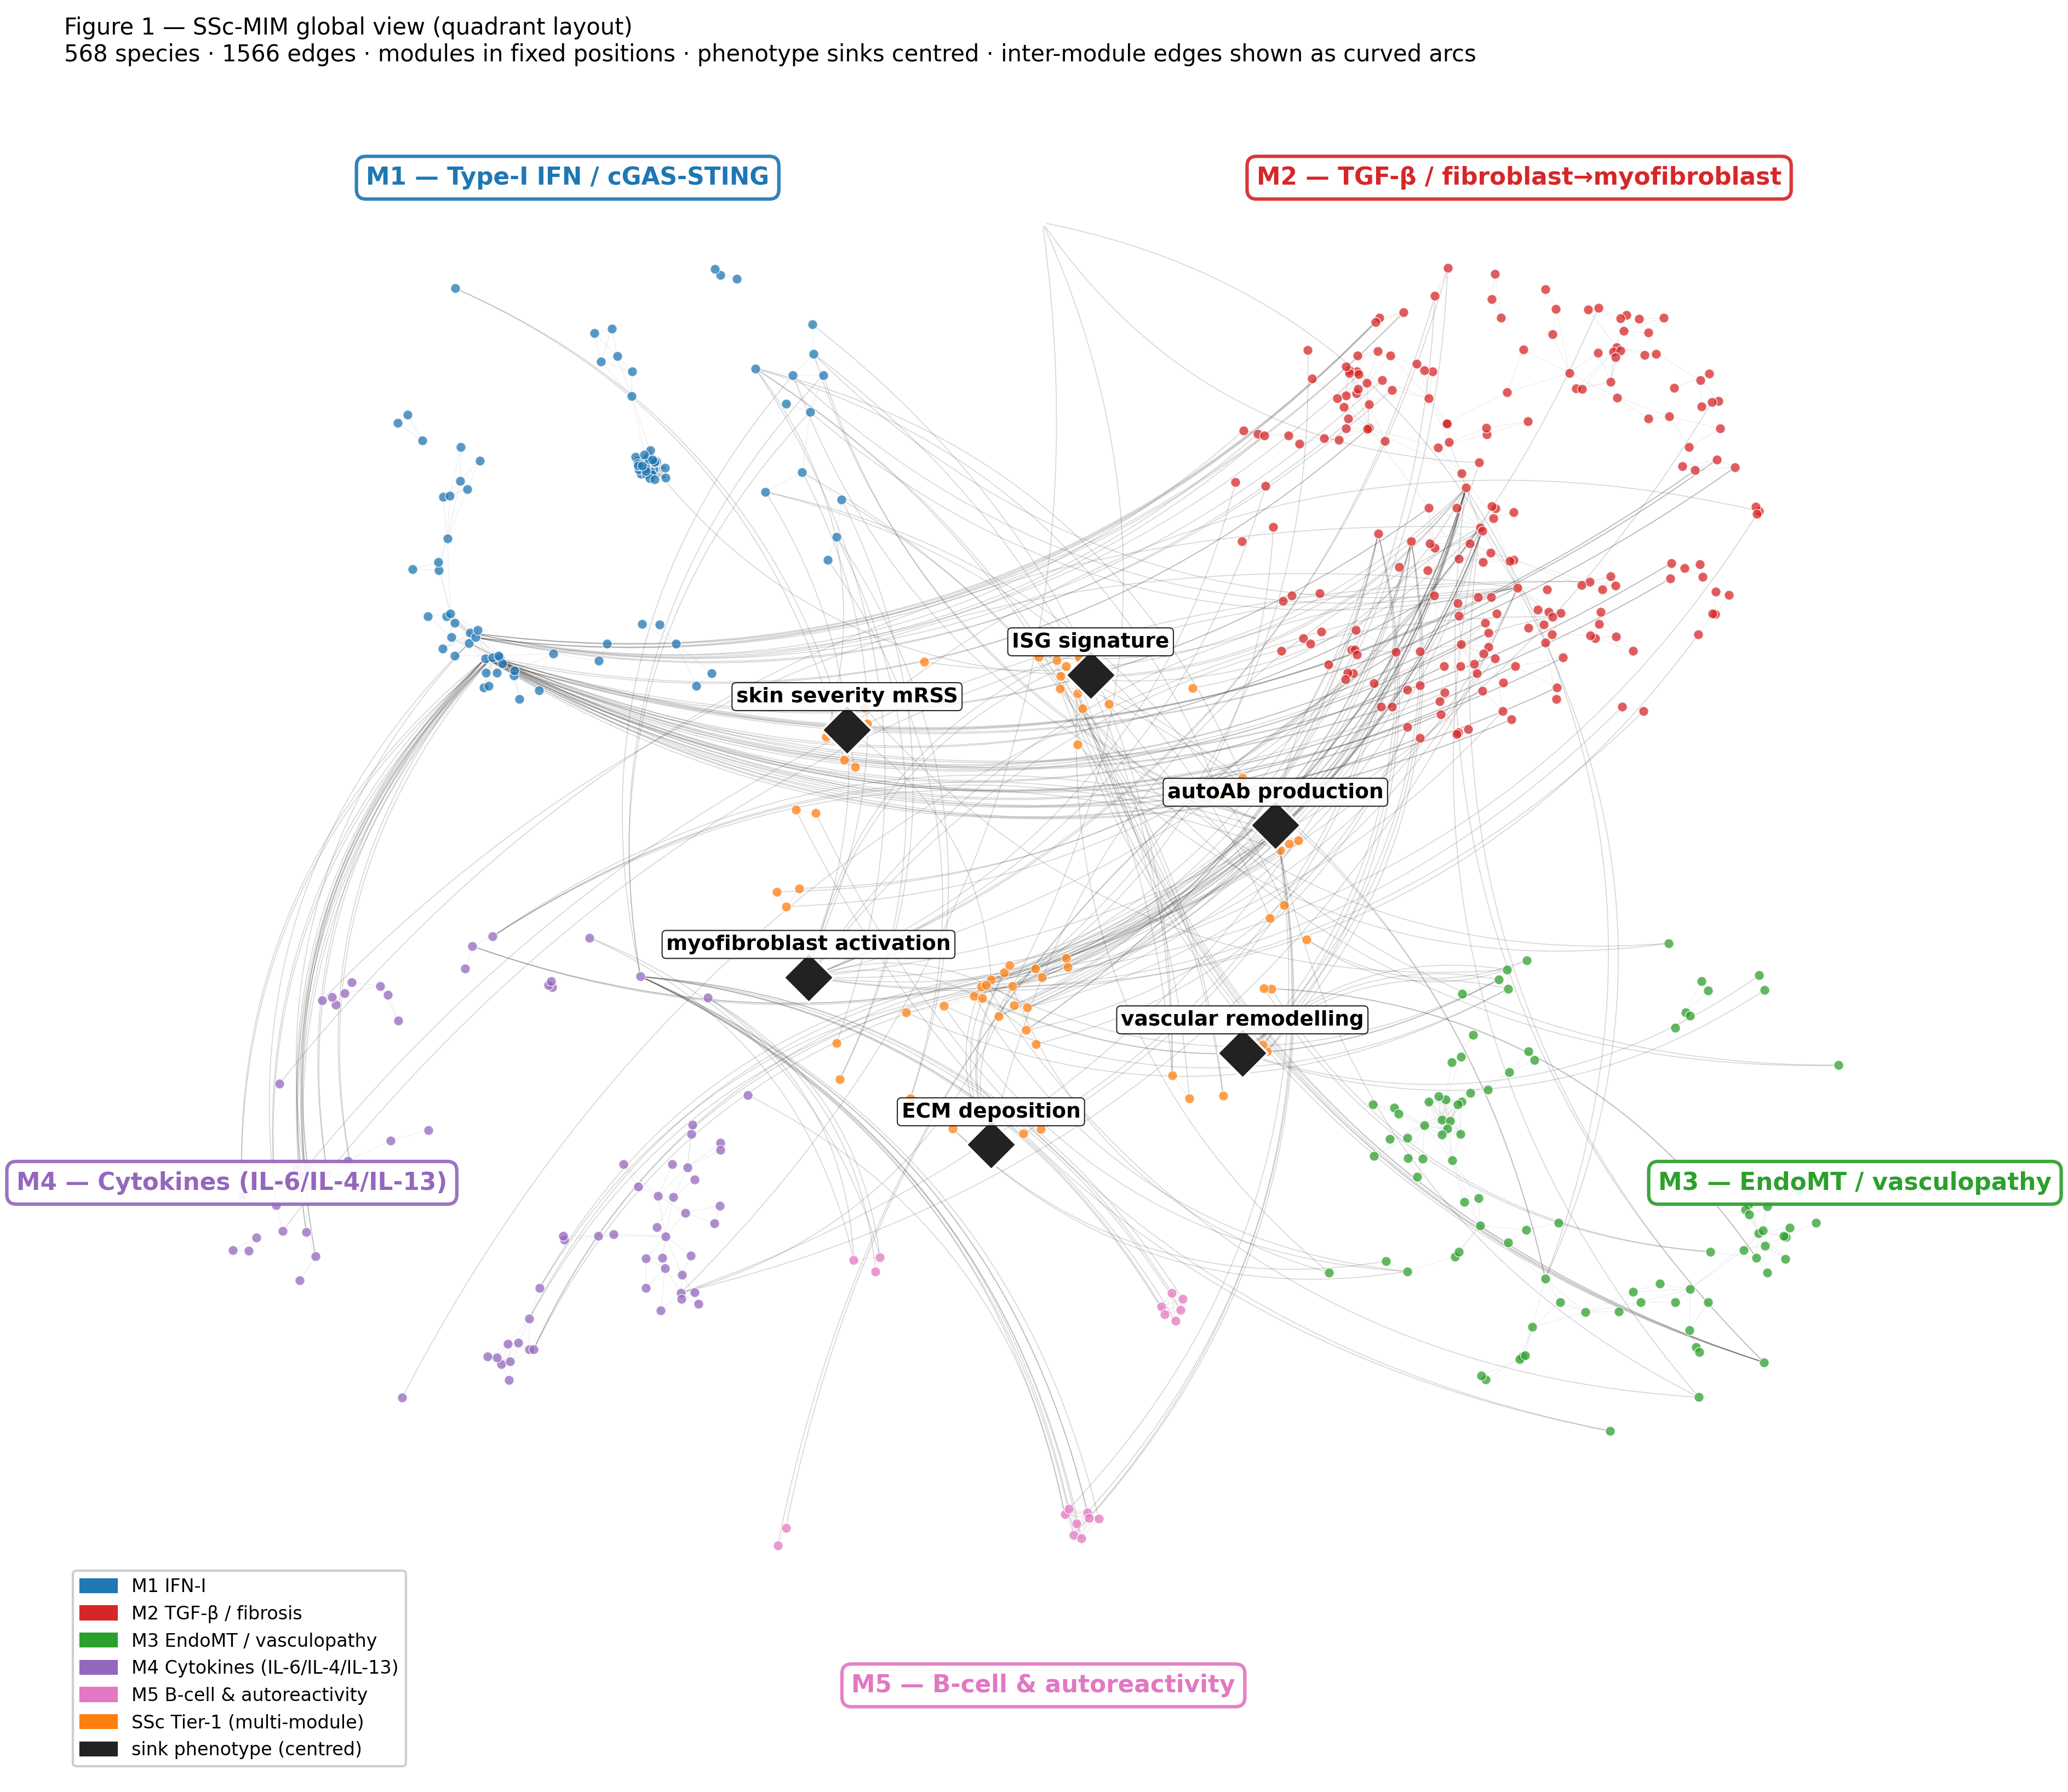 Figure 1 — SSc-MIM global view (quadrant layout)
568 species · 1566 edges · modules in fixed positions · phenotype sinks centred · inter-module edges shown as curved arcs
M1 — Type-I IFN / cGAS-STING
M2 — TGF-β / fibroblast→myofibroblast
ISG signature
skin severity mRSS
autoAb production
myofibroblast activation
vascular remodelling
ECM deposition
M4 — Cytokines (IL-6/IL-4/IL-13)
M3 — EndoMT / vasculopathy
M5 — B-cell & autoreactivity
M1 IFN-I
M2 TGF-β / fibrosis
M3 EndoMT / vasculopathy
M4 Cytokines (IL-6/IL-4/IL-13)
M5 B-cell & autoreactivity
SSc Tier-1 (multi-module)
sink phenotype (centred)